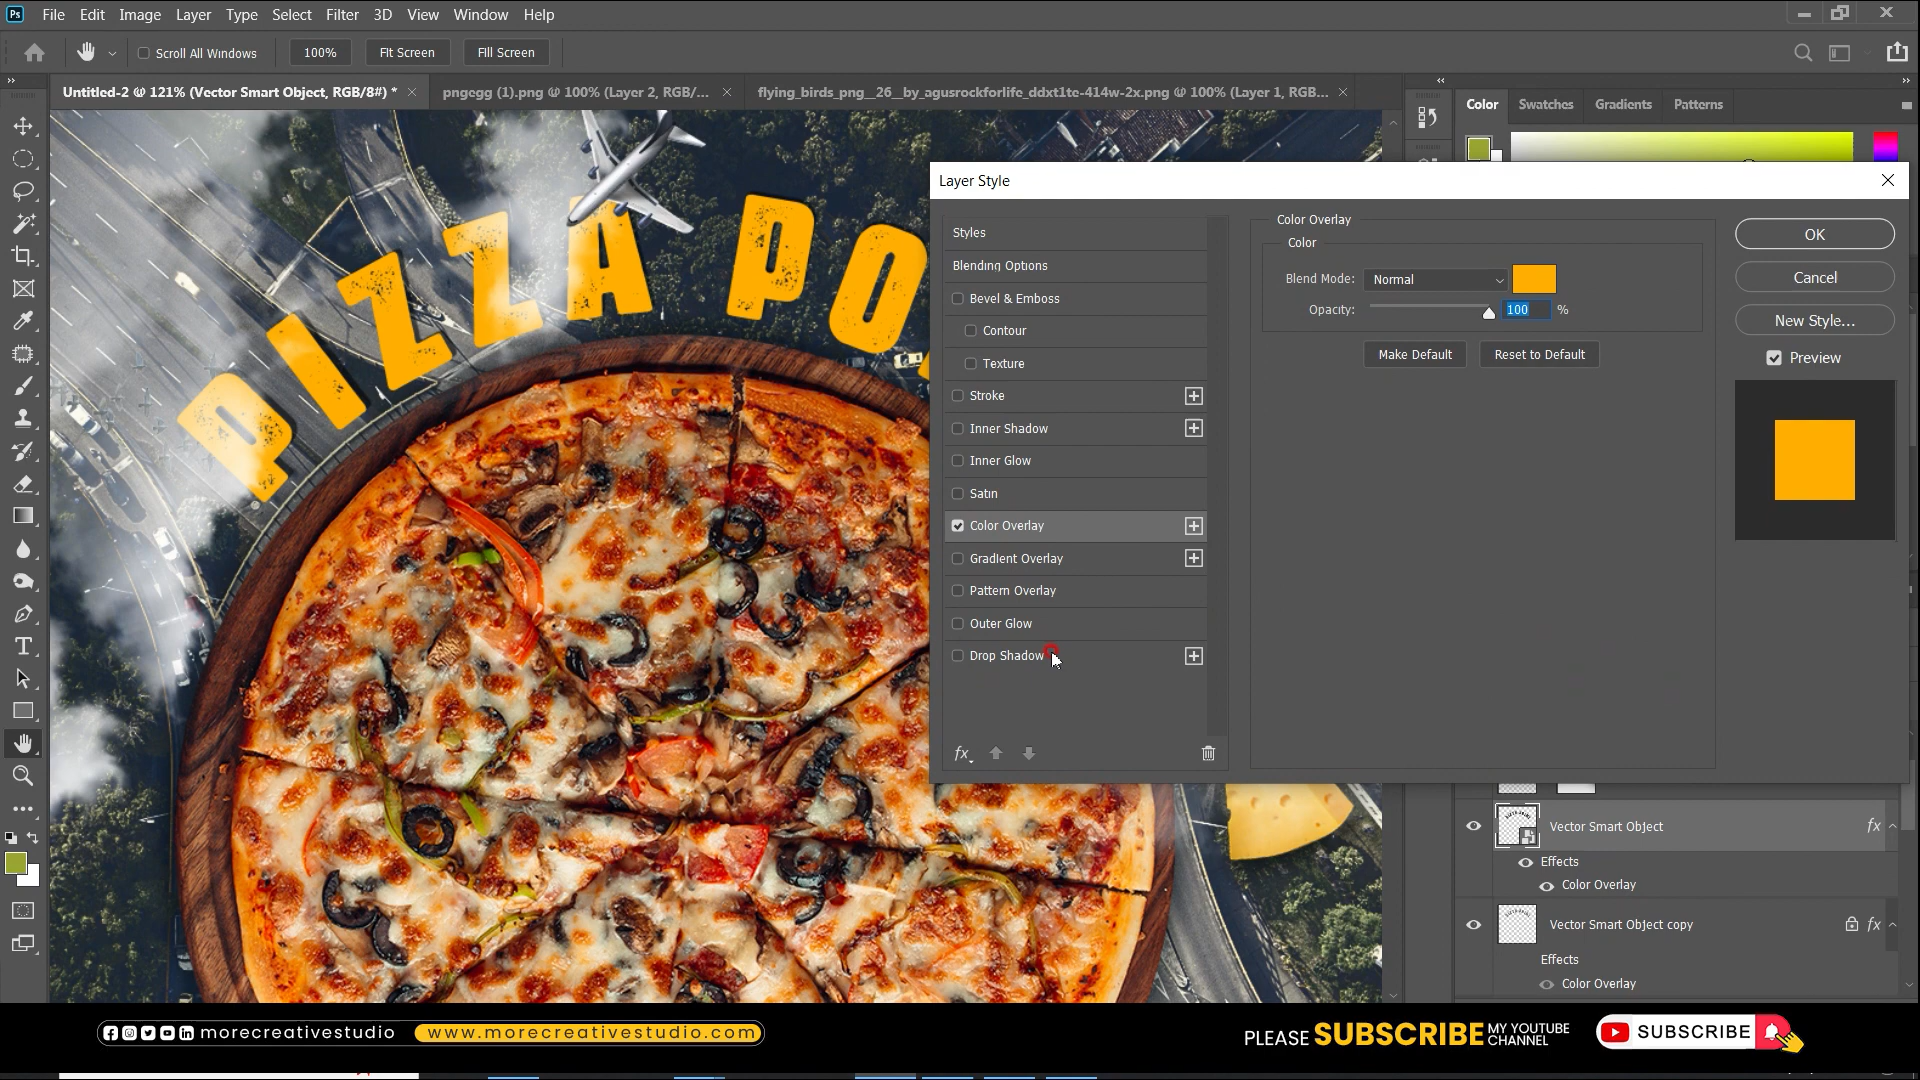 Ps File Edit Image Layer Type Select Filter 3D View Window Help
Scroll All Windows 100% Fit Screen Fill Screen
Untitled-2 @ 121% (Vector Smart Object, RGB/8#) * pngegg (1).png @ 100% (Layer 2, RGB/... flying_birds_png__26__by_agusrockforlife_ddxt1te-414w-2x.png @ 100% (Layer 1, RGB...
Color Swatches Gradients Patterns
PIZZA PO
Layer Style
Styles
Blending Options
Bevel & Emboss
Contour
Texture
Stroke
Inner Shadow
Inner Glow
Satin
Color Overlay
Gradient Overlay
Pattern Overlay
Outer Glow
Drop Shadow
fx
Color Overlay
Color
Blend Mode: Normal
Opacity: 100 %
Make Default Reset to Default
OK
Cancel
New Style...
Preview
Vector Smart Object fx
Effects
Color Overlay
Vector Smart Object copy fx
Effects
Color Overlay
morecreativestudio www.morecreativestudio.com
PLEASE SUBSCRIBE MY YOUTUBE CHANNEL SUBSCRIBE